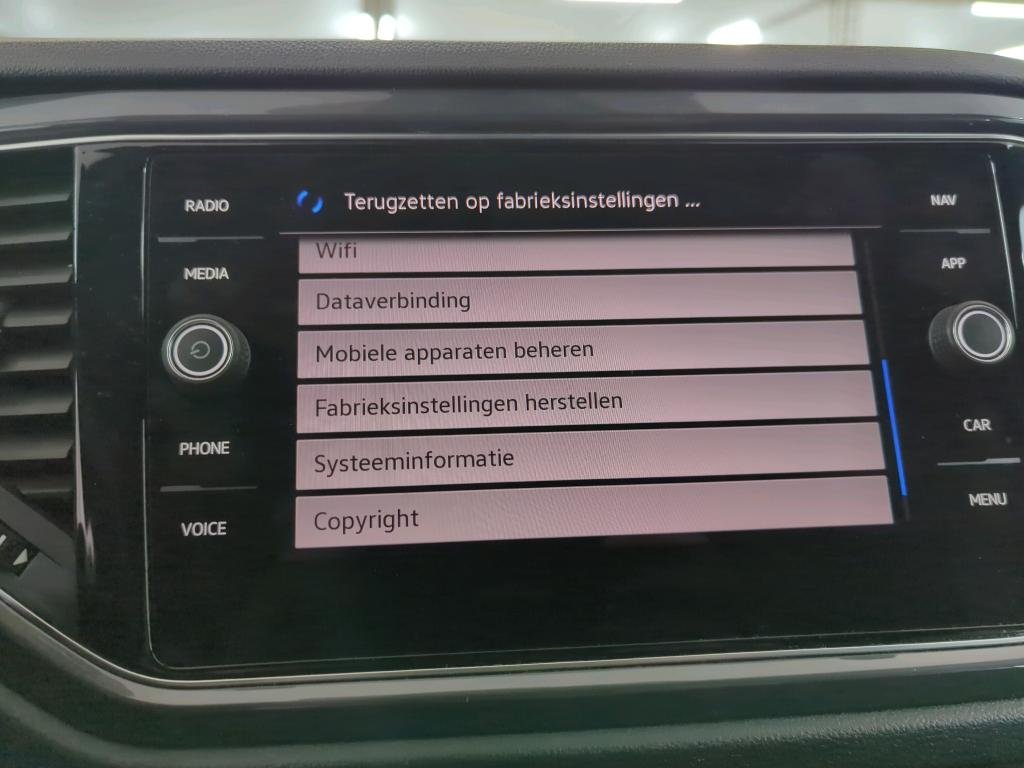 RADIO
MEDIA
PHONE
VOICE
Terugzetten op fabrieksinstellingen ...
Wifi
Dataverbinding
Mobiele apparaten beheren
Fabrieksinstellingen herstellen
Systeeminformatie
Copyright
NAV
APP
CAR
MENU